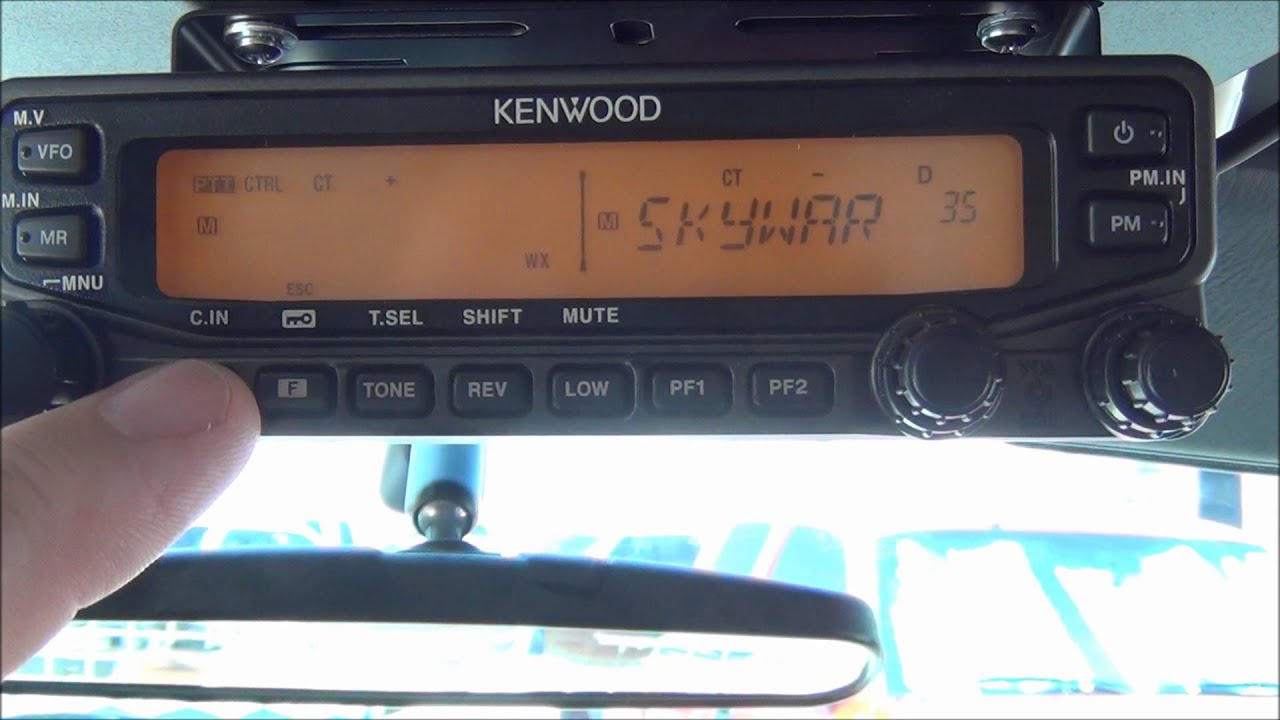 KENWOOD
M.V
VFO
M.IN
MR
MNU
PTT CTRL CT +
M
WX
ESC
CT - D
M SKYWAR 35
PM.IN
PM
C.IN T.SEL SHIFT MUTE
F TONE REV LOW PF1 PF2